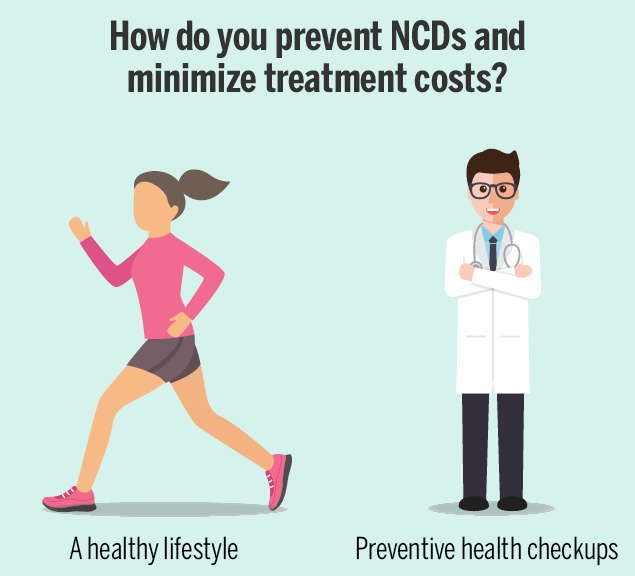 How do you prevent NCDs and
minimize treatment costs?
A healthy lifestyle
Preventive health checkups